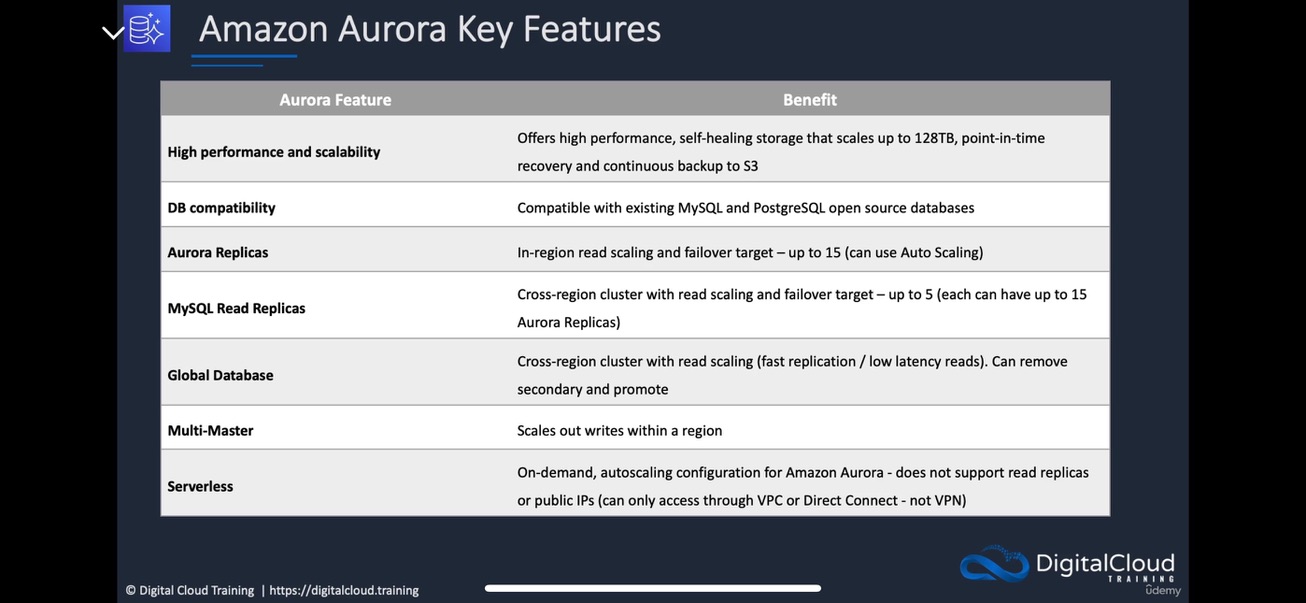 Amazon Aurora Key Features
Aurora Feature
Benefit
High performance and scalability
Offers high performance, self-healing storage that scales up to 128TB, point-in-time
recovery and continuous backup to S3
DB compatibility
Compatible with existing MySQL and PostgreSQL open source databases
Aurora Replicas
In-region read scaling and failover target – up to 15 (can use Auto Scaling)
MySQL Read Replicas
Cross-region cluster with read scaling and failover target – up to 5 (each can have up to 15
Aurora Replicas)
Global Database
Cross-region cluster with read scaling (fast replication / low latency reads). Can remove
secondary and promote
Multi-Master
Scales out writes within a region
Serverless
On-demand, autoscaling configuration for Amazon Aurora - does not support read replicas
or public IPs (can only access through VPC or Direct Connect - not VPN)
© Digital Cloud Training | https://digitalcloud.training
DigitalCloud
TRAINING
ûdemy